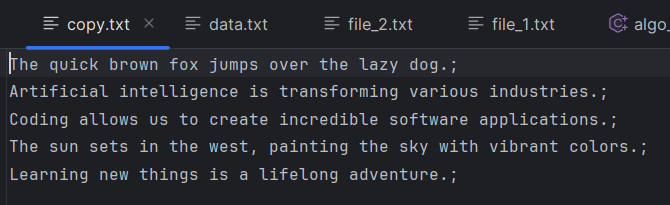 copy.txt data.txt file_2.txt file_1.txt algo_
The quick brown fox jumps over the lazy dog.;
Artificial intelligence is transforming various industries.;
Coding allows us to create incredible software applications.;
The sun sets in the west, painting the sky with vibrant colors.;
Learning new things is a lifelong adventure.;